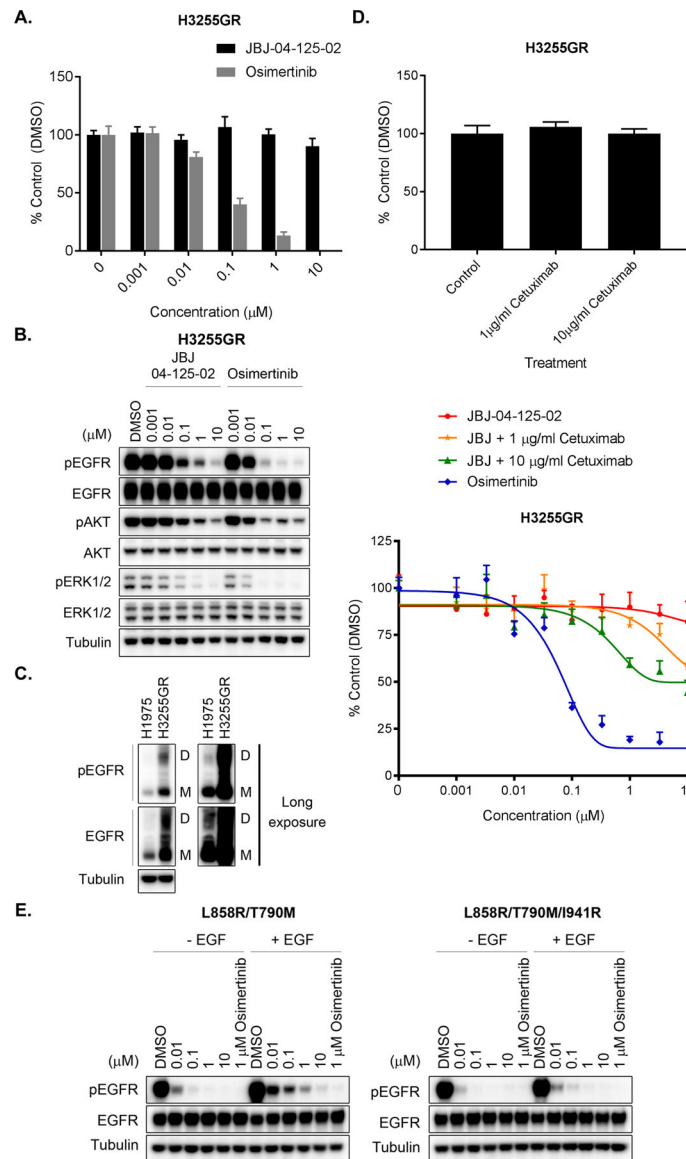 A.
H3255GR
JBJ-04-125-02
Osimertinib
% Control (DMSO)
150
100
50
0
0
0.001
0.01
0.1
1
10
Concentration (μM)
D.
H3255GR
% Control (DMSO)
150
100
50
0
Control
1μg/ml Cetuximab
10μg/ml Cetuximab
Treatment
B.
H3255GR
JBJ
04-125-02
Osimertinib
(μM)
DMSO
0.001
0.01
0.1
1
10
0.001
0.01
0.1
1
10
pEGFR
EGFR
pAKT
AKT
pERK1/2
ERK1/2
Tubulin
JBJ-04-125-02
JBJ + 1 μg/ml Cetuximab
JBJ + 10 μg/ml Cetuximab
Osimertinib
H3255GR
% Control (DMSO)
125
100
75
50
25
0
0
0.001
0.01
0.1
1
1
Concentration (μM)
C.
H1975
H3255GR
H1975
H3255GR
pEGFR
D
M
D
M
EGFR
D
M
D
M
Long
exposure
Tubulin
E.
L858R/T790M
- EGF
+ EGF
(μM)
DMSO
0.01
0.1
1
10
1 μM Osimertinib
DMSO
0.01
0.1
1
10
1 μM Osimertinib
pEGFR
EGFR
Tubulin
L858R/T790M/I941R
- EGF
+ EGF
(μM)
DMSO
0.01
0.1
1
10
1 μM Osimertinib
DMSO
0.01
0.1
1
10
1 μM Osimertinib
pEGFR
EGFR
Tubulin